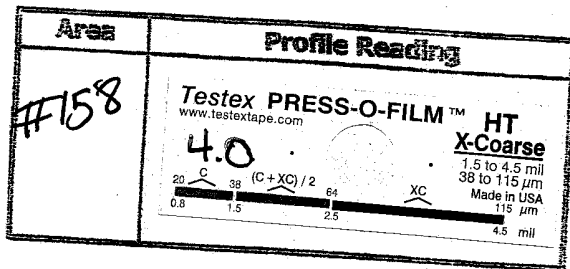 Area
Profile Reading
#158
Testex PRESS-O-FILM™ HT
www.testextape.com
X-Coarse
4.0
1.5 to 4.5 mil
38 to 115 µm
Made in USA
20 C 38 (C + XC) / 2 64 XC 115 µm
0.8 1.5 2.5 4.5 mil